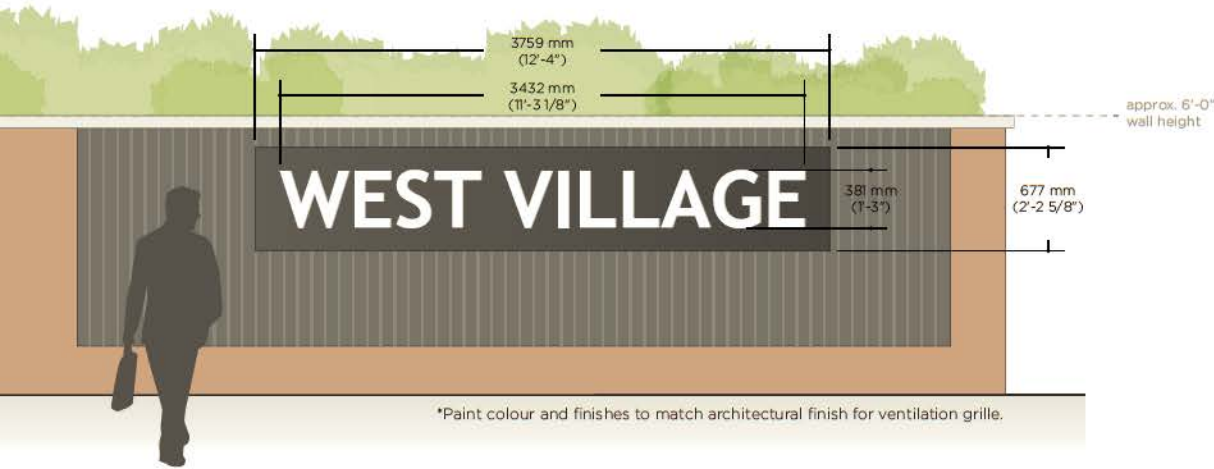 3759 mm
(12'-4")
3432 mm
(11'-3 1/8")
approx. 6'-0"
wall height
WEST VILLAGE
381 mm
(1'-3")
677 mm
(2'-2 5/8")
*Paint colour and finishes to match architectural finish for ventilation grille.